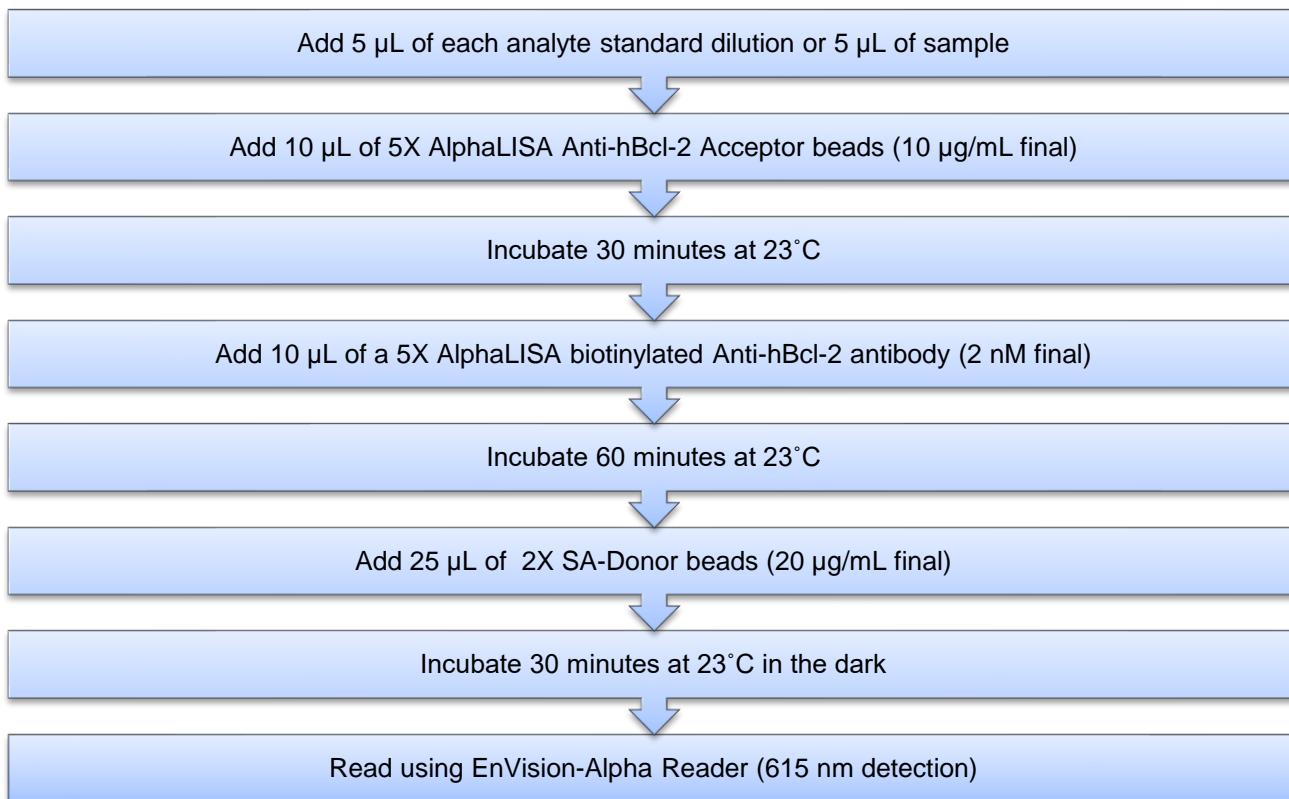 Add 5 µL of each analyte standard dilution or 5 µL of sample
Add 10 µL of 5X AlphaLISA Anti-hBcl-2 Acceptor beads (10 µg/mL final)
Incubate 30 minutes at 23˚C
Add 10 µL of a 5X AlphaLISA biotinylated Anti-hBcl-2 antibody (2 nM final)
Incubate 60 minutes at 23˚C
Add 25 µL of 2X SA-Donor beads (20 µg/mL final)
Incubate 30 minutes at 23˚C in the dark
Read using EnVision-Alpha Reader (615 nm detection)